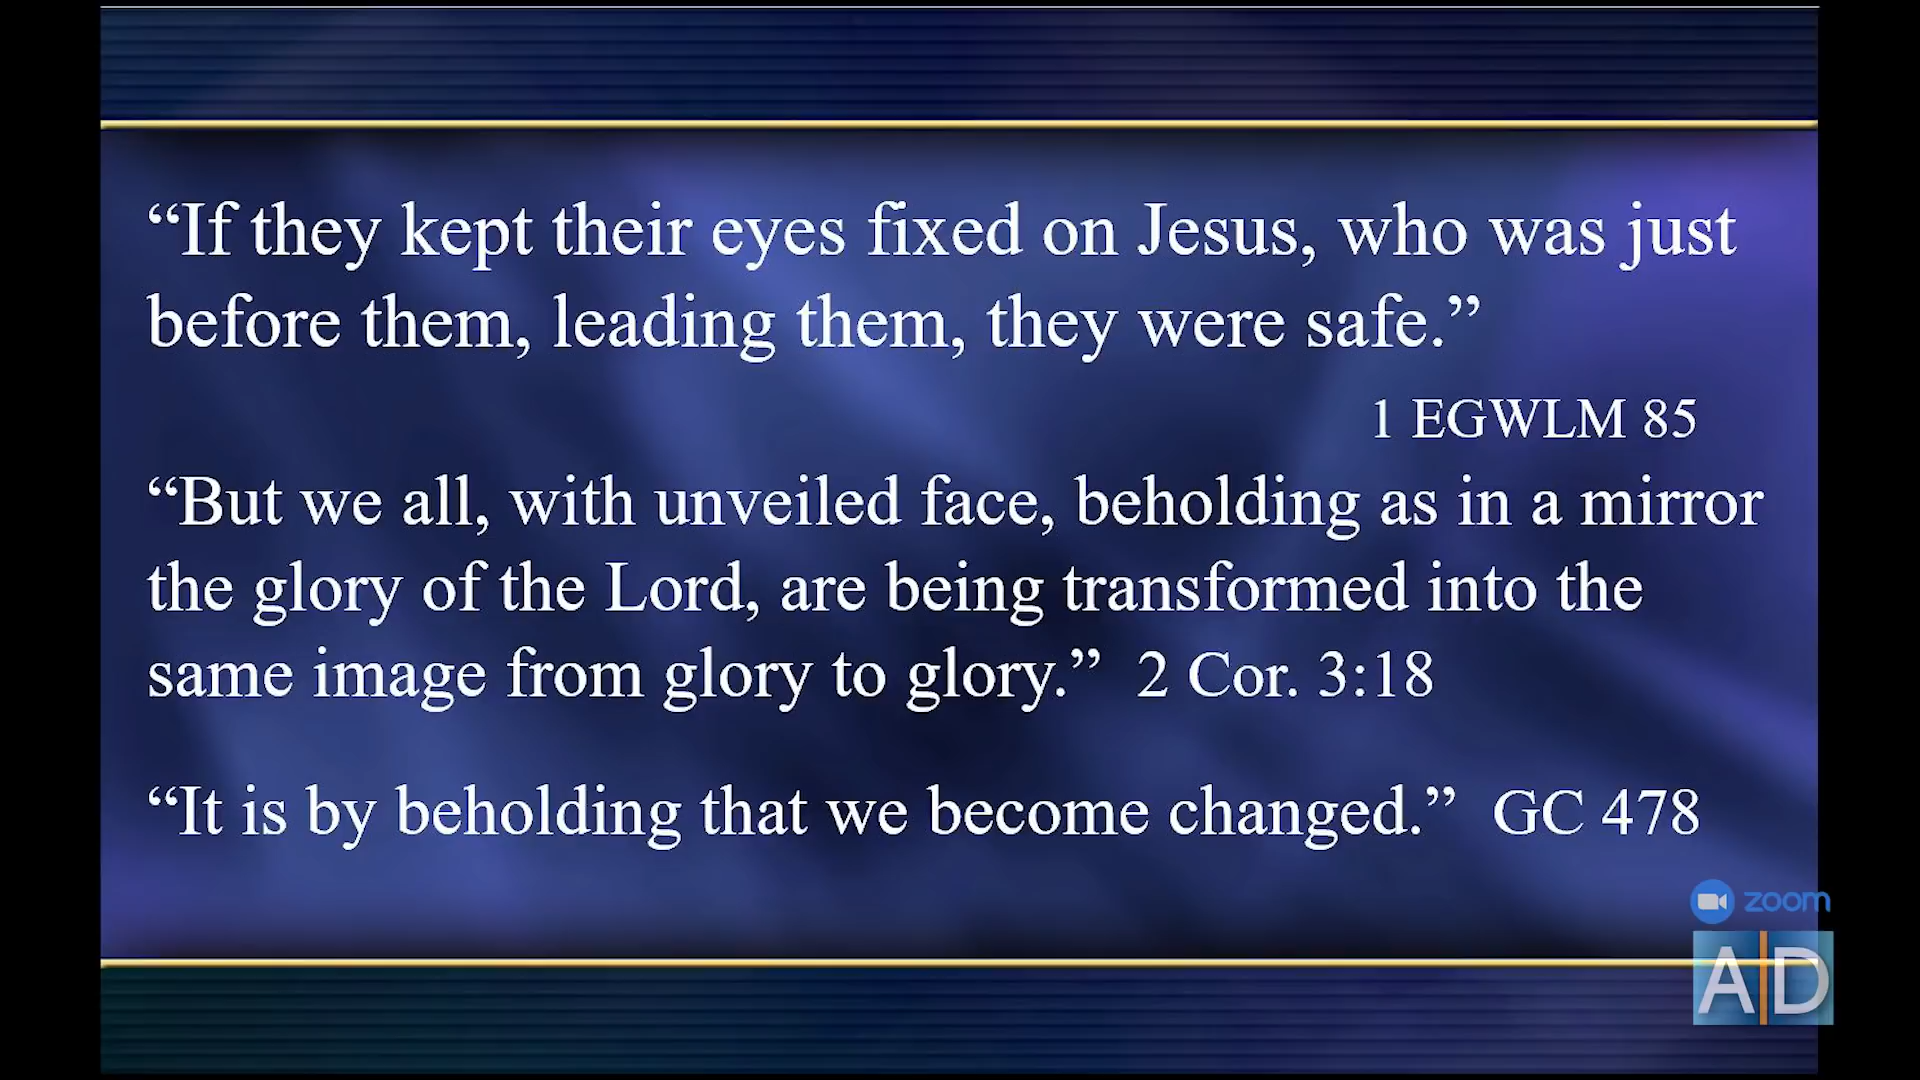 “If they kept their eyes fixed on Jesus, who was just
before them, leading them, they were safe.”
1 EGWLM 85
“But we all, with unveiled face, beholding as in a mirror
the glory of the Lord, are being transformed into the
same image from glory to glory.” 2 Cor. 3:18
“It is by beholding that we become changed.” GC 478
zoom
A|D